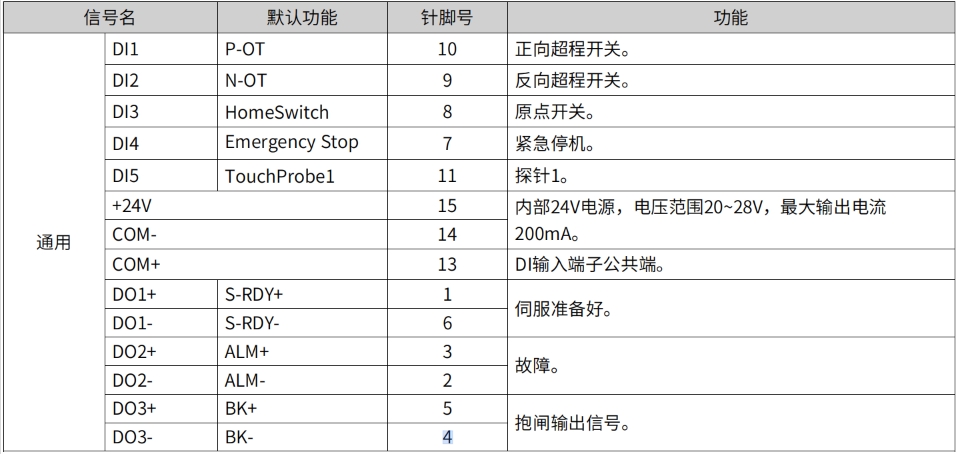 信号名 默认功能 针脚号 功能
通用
DI1 P-OT 10 正向超程开关。
DI2 N-OT 9 反向超程开关。
DI3 HomeSwitch 8 原点开关。
DI4 Emergency Stop 7 紧急停机。
DI5 TouchProbe1 11 探针1。
+24V 15 内部24V电源，电压范围20~28V，最大输出电流
COM- 14 200mA。
COM+ 13 DI输入端子公共端。
DO1+ S-RDY+ 1 伺服准备好。
DO1- S-RDY- 6
DO2+ ALM+ 3 故障。
DO2- ALM- 2
DO3+ BK+ 5 抱闸输出信号。
DO3- BK- 4